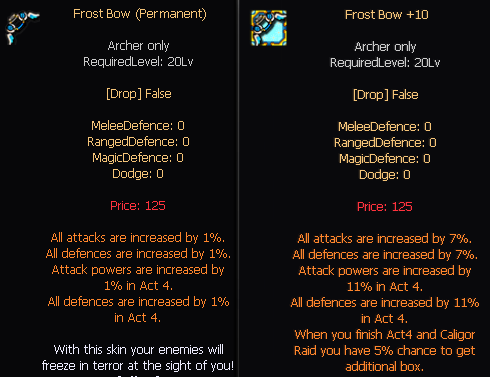 Frost Bow (Permanent)
Archer only
RequiredLevel: 20Lv
[Drop] False
MeleeDefence: 0
RangedDefence: 0
MagicDefence: 0
Dodge: 0
Price: 125
All attacks are increased by 1%.
All defences are increased by 1%.
Attack powers are increased by
1% in Act 4.
All defences are increased by 1%
in Act 4.
With this skin your enemies will
freeze in terror at the sight of you!
Frost Bow +10
Archer only
RequiredLevel: 20Lv
[Drop] False
MeleeDefence: 0
RangedDefence: 0
MagicDefence: 0
Dodge: 0
Price: 125
All attacks are increased by 7%.
All defences are increased by 7%.
Attack powers are increased by
11% in Act 4.
All defences are increased by 11%
in Act 4.
When you finish Act4 and Caligor
Raid you have 5% chance to get
additional box.